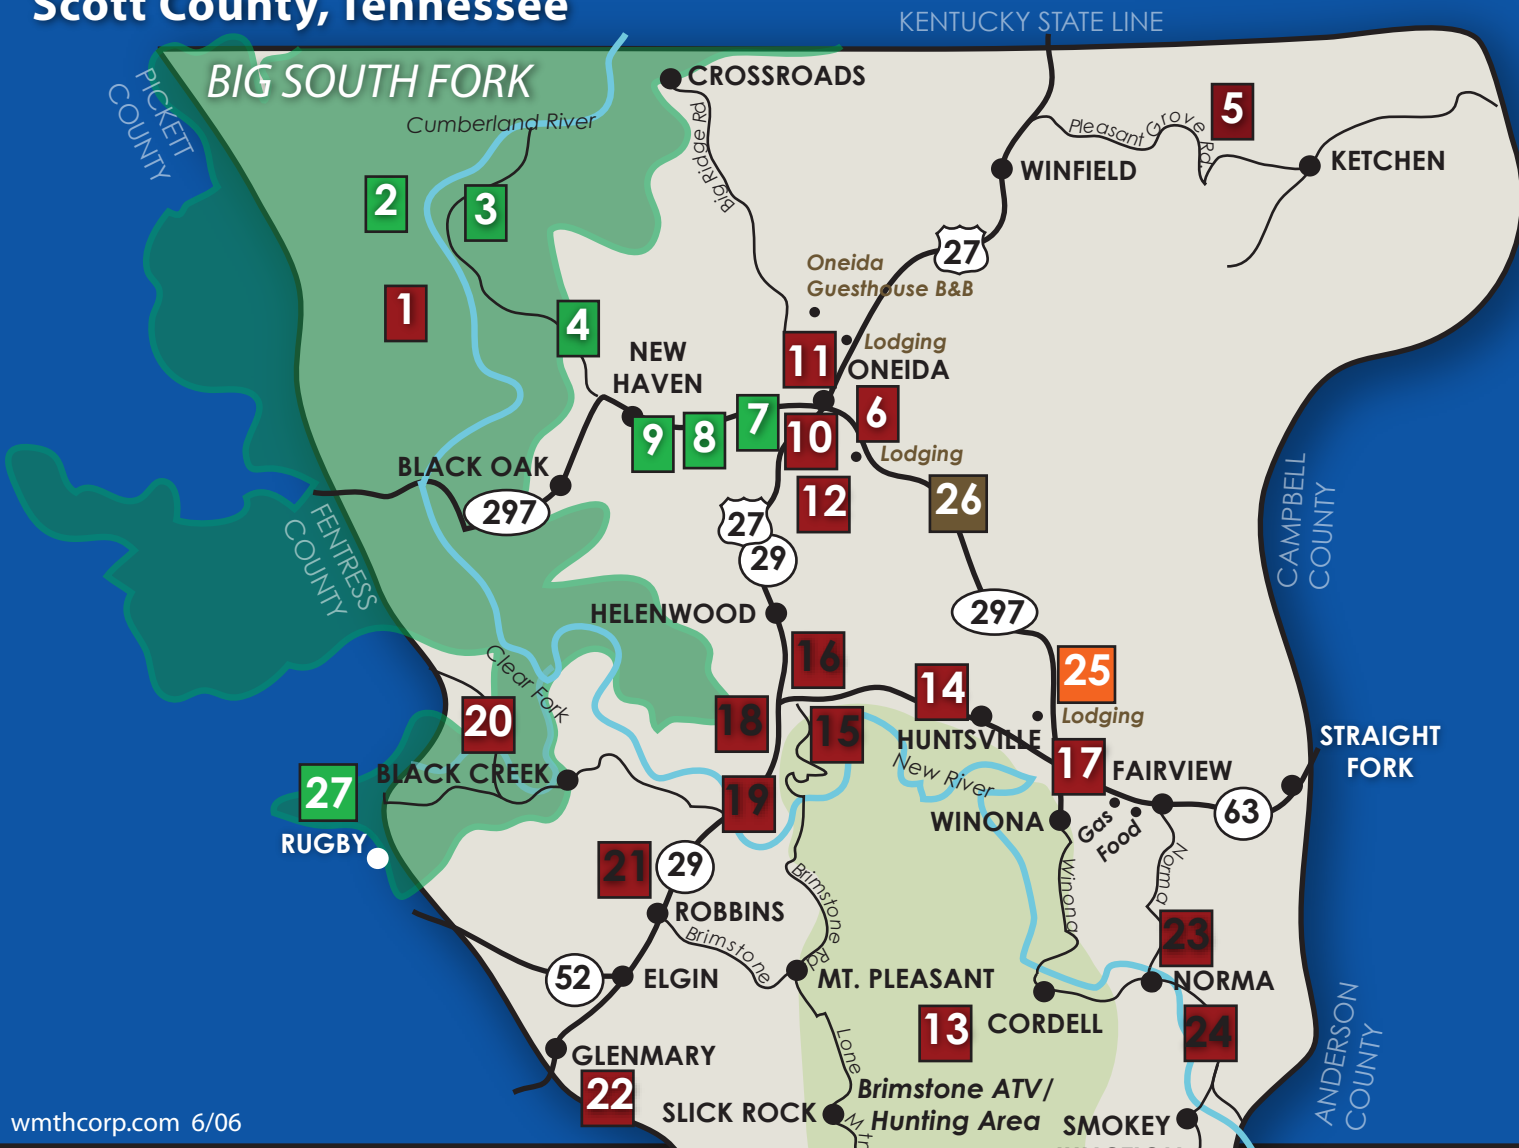 Scott County, Tennessee
KENTUCKY STATE LINE
BIG SOUTH FORK
PICKETT
COUNTY
CROSSROADS
Cumberland River
Big Ridge Rd
Pleasant Grove Rd.
5
WINFIELD
KETCHEN
2
3
27
Oneida
Guesthouse B&B
1
4
Lodging
NEW
HAVEN
11
ONEIDA
7
6
9
8
10
Lodging
BLACK OAK
297
12
26
27
29
FENTRESS
COUNTY
CAMPBELL
COUNTY
HELENWOOD
297
16
25
14
Clear Fork
Lodging
20
18
15
HUNTSVILLE
STRAIGHT
FORK
New River
17
FAIRVIEW
BLACK CREEK
27
19
WINONA
Gas
Food
63
RUGBY
21
29
Brimstone Rd.
Winona
Norma
ROBBINS
Brimstone
23
52
ELGIN
MT. PLEASANT
NORMA
13
CORDELL
24
ANDERSON
COUNTY
GLENMARY
Lone
Mtn
22
Brimstone ATV/
Hunting Area
SLICK ROCK
SMOKEY
wmthcorp.com 6/06